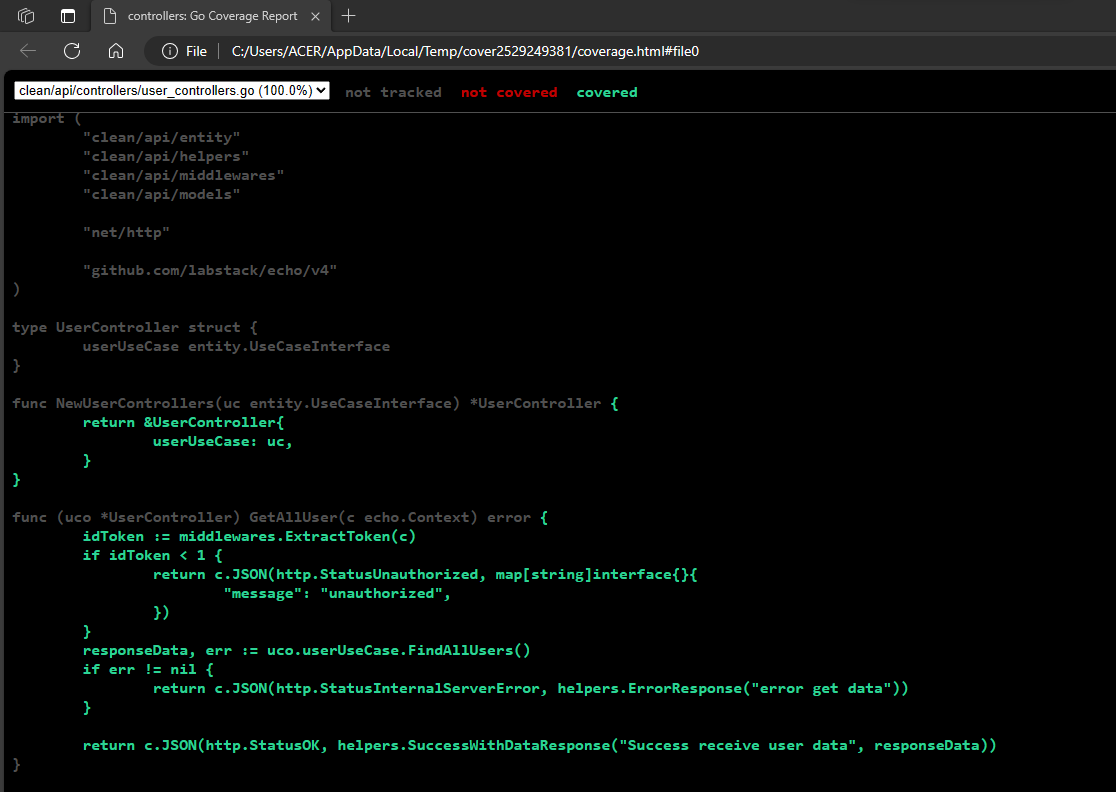 controllers: Go Coverage Report
File C:/Users/ACER/AppData/Local/Temp/cover2529249381/coverage.html#file0
clean/api/controllers/user_controllers.go (100.0%) not tracked not covered covered
import (
        "clean/api/entity"
        "clean/api/helpers"
        "clean/api/middlewares"
        "clean/api/models"
        "net/http"
        "github.com/labstack/echo/v4"
)
type UserController struct {
        userUseCase entity.UseCaseInterface
}
func NewUserControllers(uc entity.UseCaseInterface) *UserController {
        return &UserController{
                userUseCase: uc,
        }
}
func (uco *UserController) GetAllUser(c echo.Context) error {
        idToken := middlewares.ExtractToken(c)
        if idToken < 1 {
                return c.JSON(http.StatusUnauthorized, map[string]interface{}{
                        "message": "unauthorized",
                })
        }
        responseData, err := uco.userUseCase.FindAllUsers()
        if err != nil {
                return c.JSON(http.StatusInternalServerError, helpers.ErrorResponse("error get data"))
        }
        return c.JSON(http.StatusOK, helpers.SuccessWithDataResponse("Success receive user data", responseData))
}